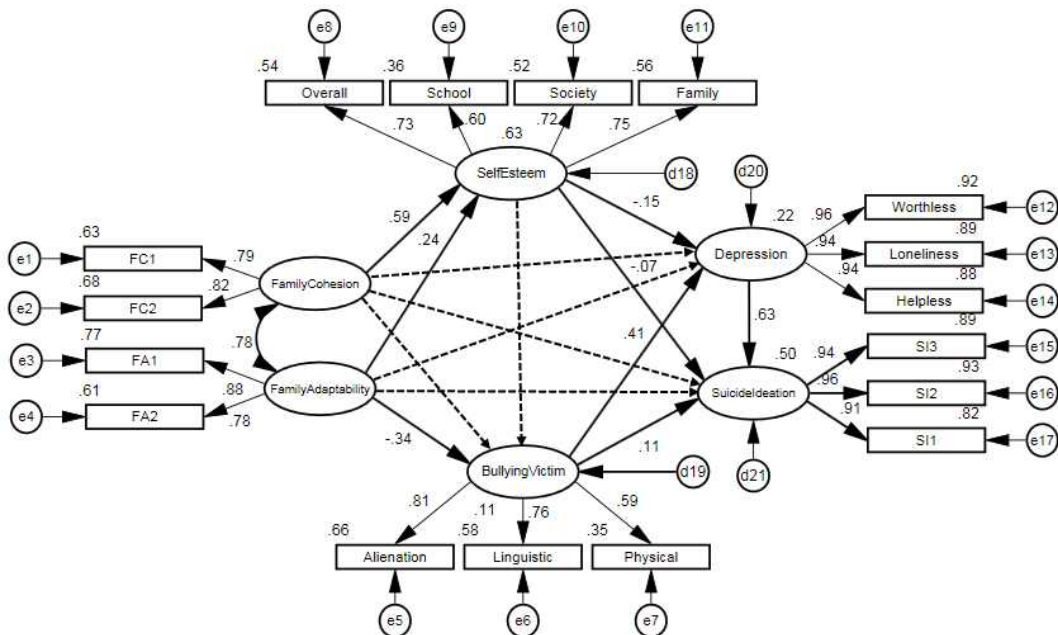 e8 e9 e10 e11
.54 .36 .52 .56
Overall School Society Family
.73 .60 .72 .75
.63
SelfEsteem d18 d20
-.15 .22 .96 .92
Worthless e12
.59 .94 .89
.24 Depression Loneliness e13
.63 .79 -.07 .94 .88
e1 FC1 FamilyCohesion Helpless e14
.68 .82 .63 .89
e2 FC2 .41 .50 .94 SI3 e15
.77 .78 .93
e3 FA1 .88 FamilyAdaptability SuicideIdeation .96 SI2 e16
.61 .78 .91 .82
e4 FA2 -.34 .11 SI1 e17
BullyingVictim d19 d21
.81 .11 .76 .59
.66 .58 .35
Alienation Linguistic Physical
e5 e6 e7